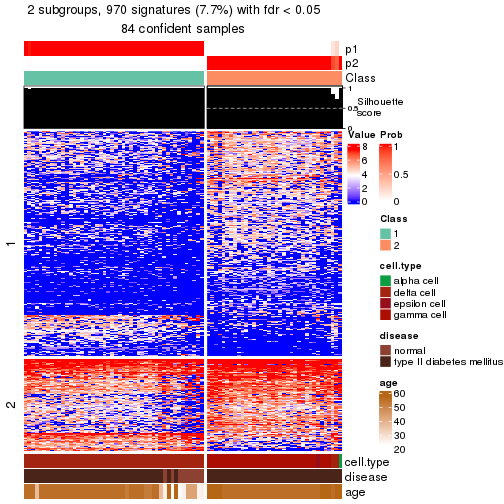 2 subgroups, 970 signatures (7.7%) with fdr < 0.05
84 confident samples
p1
p2
Class
1
0.5
0
Silhouette
score
1
2
cell.type
disease
age
Value
8
6
4
2
0
Prob
1
0.5
0
Class
1
2
cell.type
alpha cell
delta cell
epsilon cell
gamma cell
disease
normal
type II diabetes mellitus
age
60
50
40
30
20